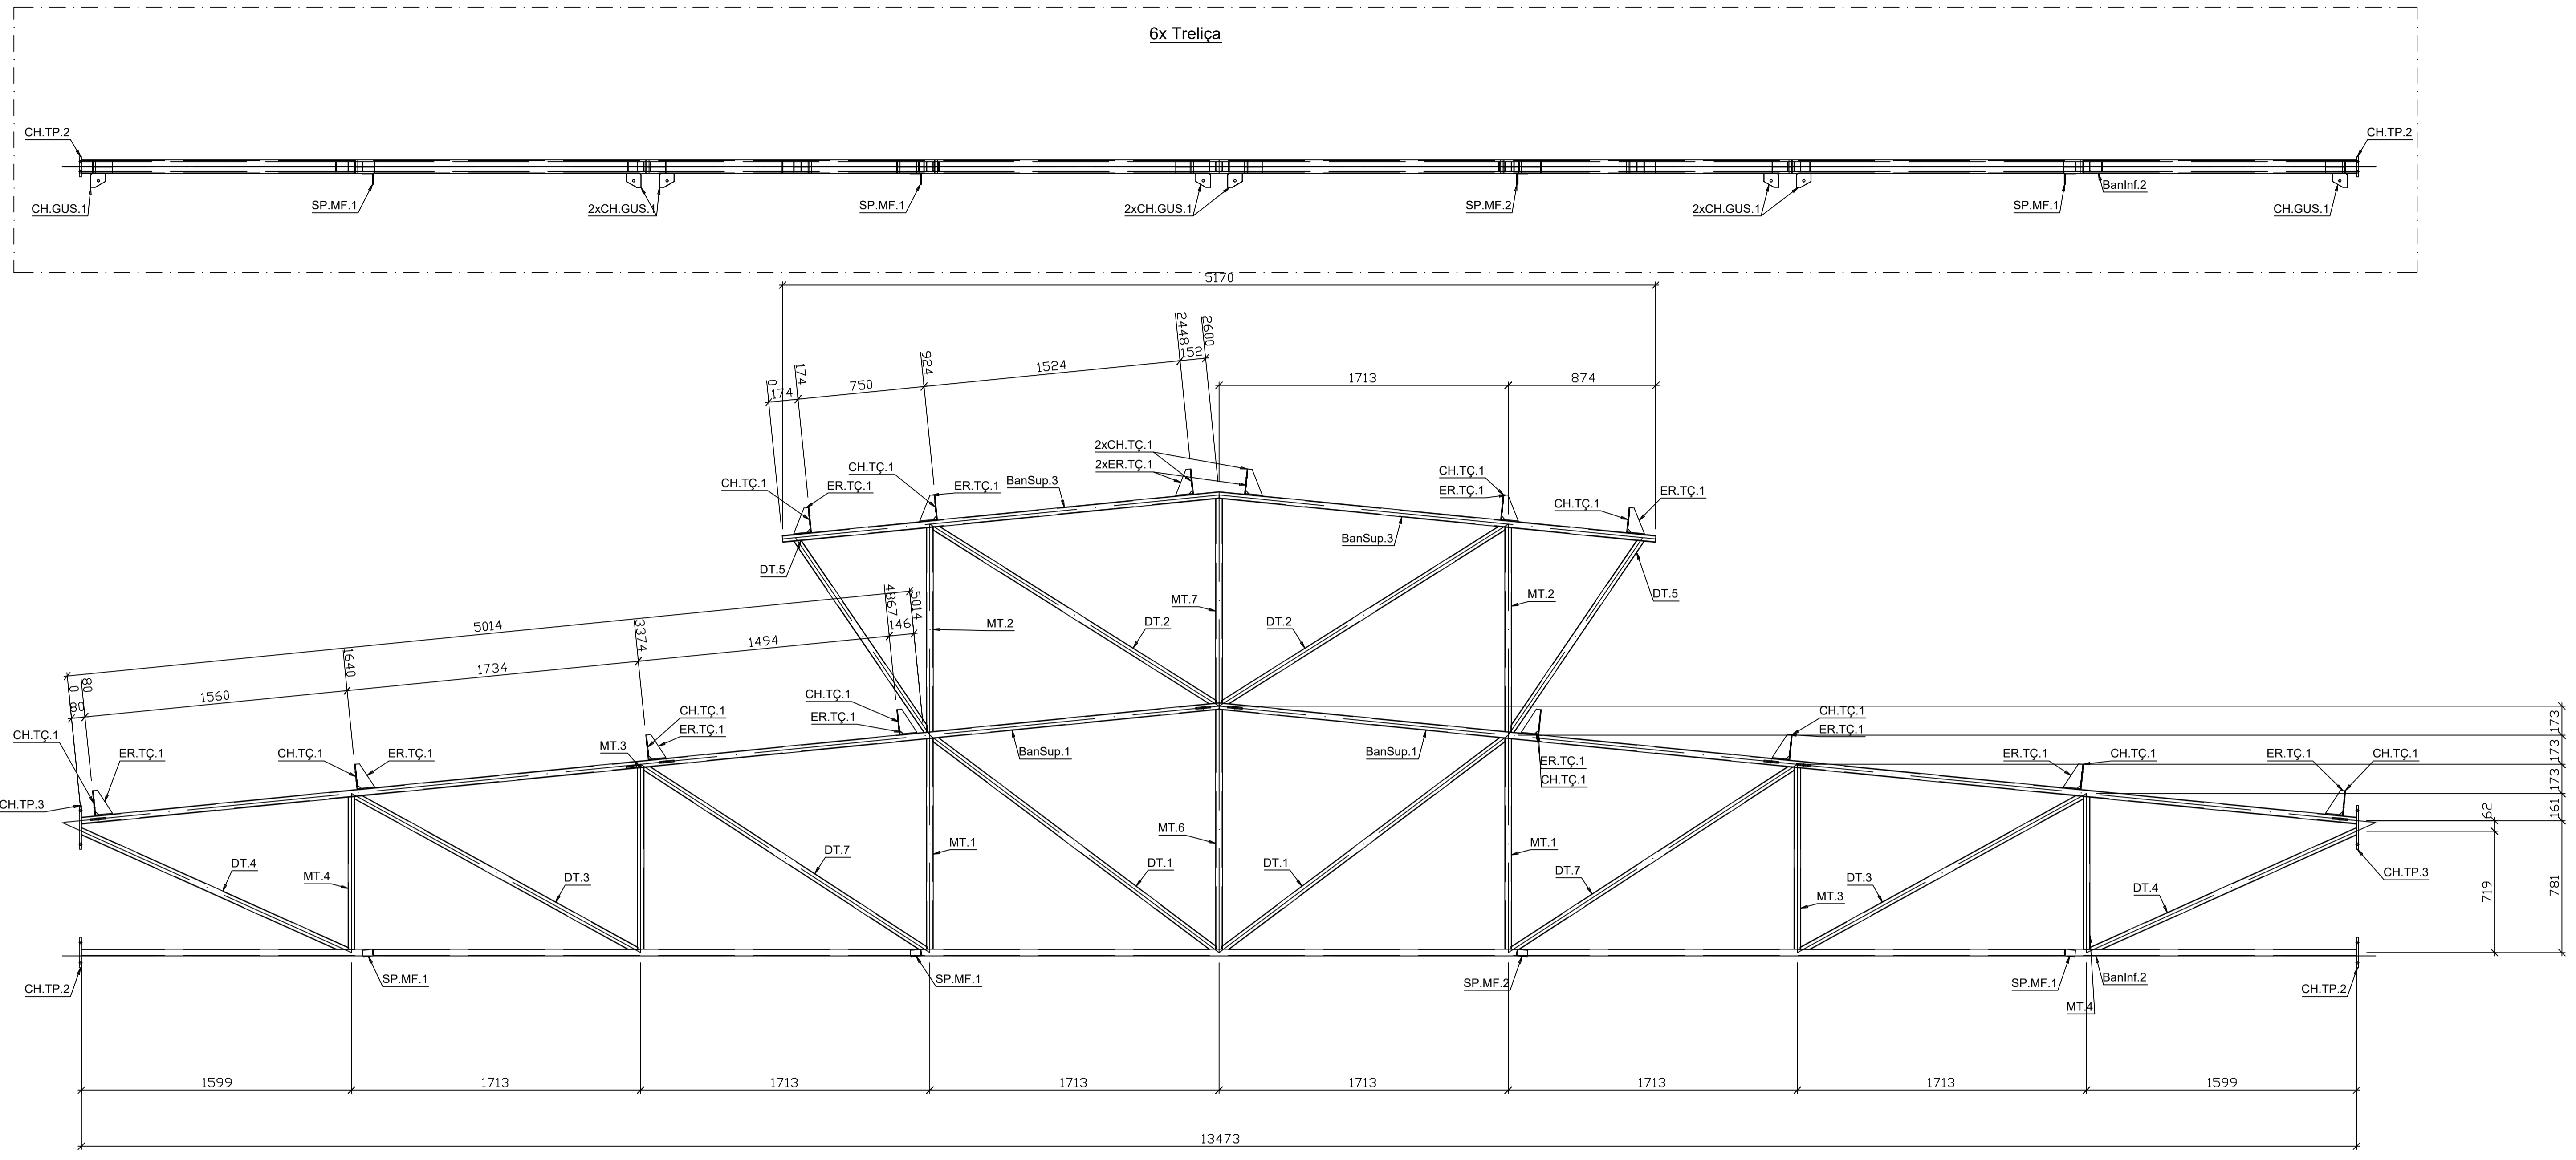 6x Treliça
CH.TP.2
CH.TP.2
CH.GUS.1
SP.MF.1
2xCH.GUS.1
SP.MF.1
2xCH.GUS.1
SP.MF.2
2xCH.GUS.1
SP.MF.1
BanInf.2
CH.GUS.1
5170
0
174
174
750
924
1524
2448
152
2600
1713
874
2xCH.TÇ.1
2xER.TÇ.1
CH.TÇ.1
ER.TÇ.1
CH.TÇ.1
ER.TÇ.1
BanSup.3
CH.TÇ.1
ER.TÇ.1
CH.TÇ.1
ER.TÇ.1
BanSup.3
DT.5
DT.5
MT.2
MT.7
MT.2
DT.2
DT.2
5014
0
80
80
1560
1640
1734
3374
1494
4867
146
5014
CH.TÇ.1
ER.TÇ.1
CH.TÇ.1
ER.TÇ.1
MT.3
CH.TÇ.1
ER.TÇ.1
CH.TÇ.1
ER.TÇ.1
BanSup.1
BanSup.1
ER.TÇ.1
CH.TÇ.1
CH.TÇ.1
ER.TÇ.1
ER.TÇ.1
CH.TÇ.1
ER.TÇ.1
CH.TÇ.1
173
173
173
161
62
719
781
CH.TP.3
CH.TP.3
DT.4
MT.4
DT.3
DT.7
MT.1
DT.1
MT.6
DT.1
MT.1
DT.7
MT.3
DT.3
DT.4
CH.TP.2
SP.MF.1
SP.MF.1
SP.MF.2
SP.MF.1
MT.4
BanInf.2
CH.TP.2
1599
1713
1713
1713
1713
1713
1713
1599
13473